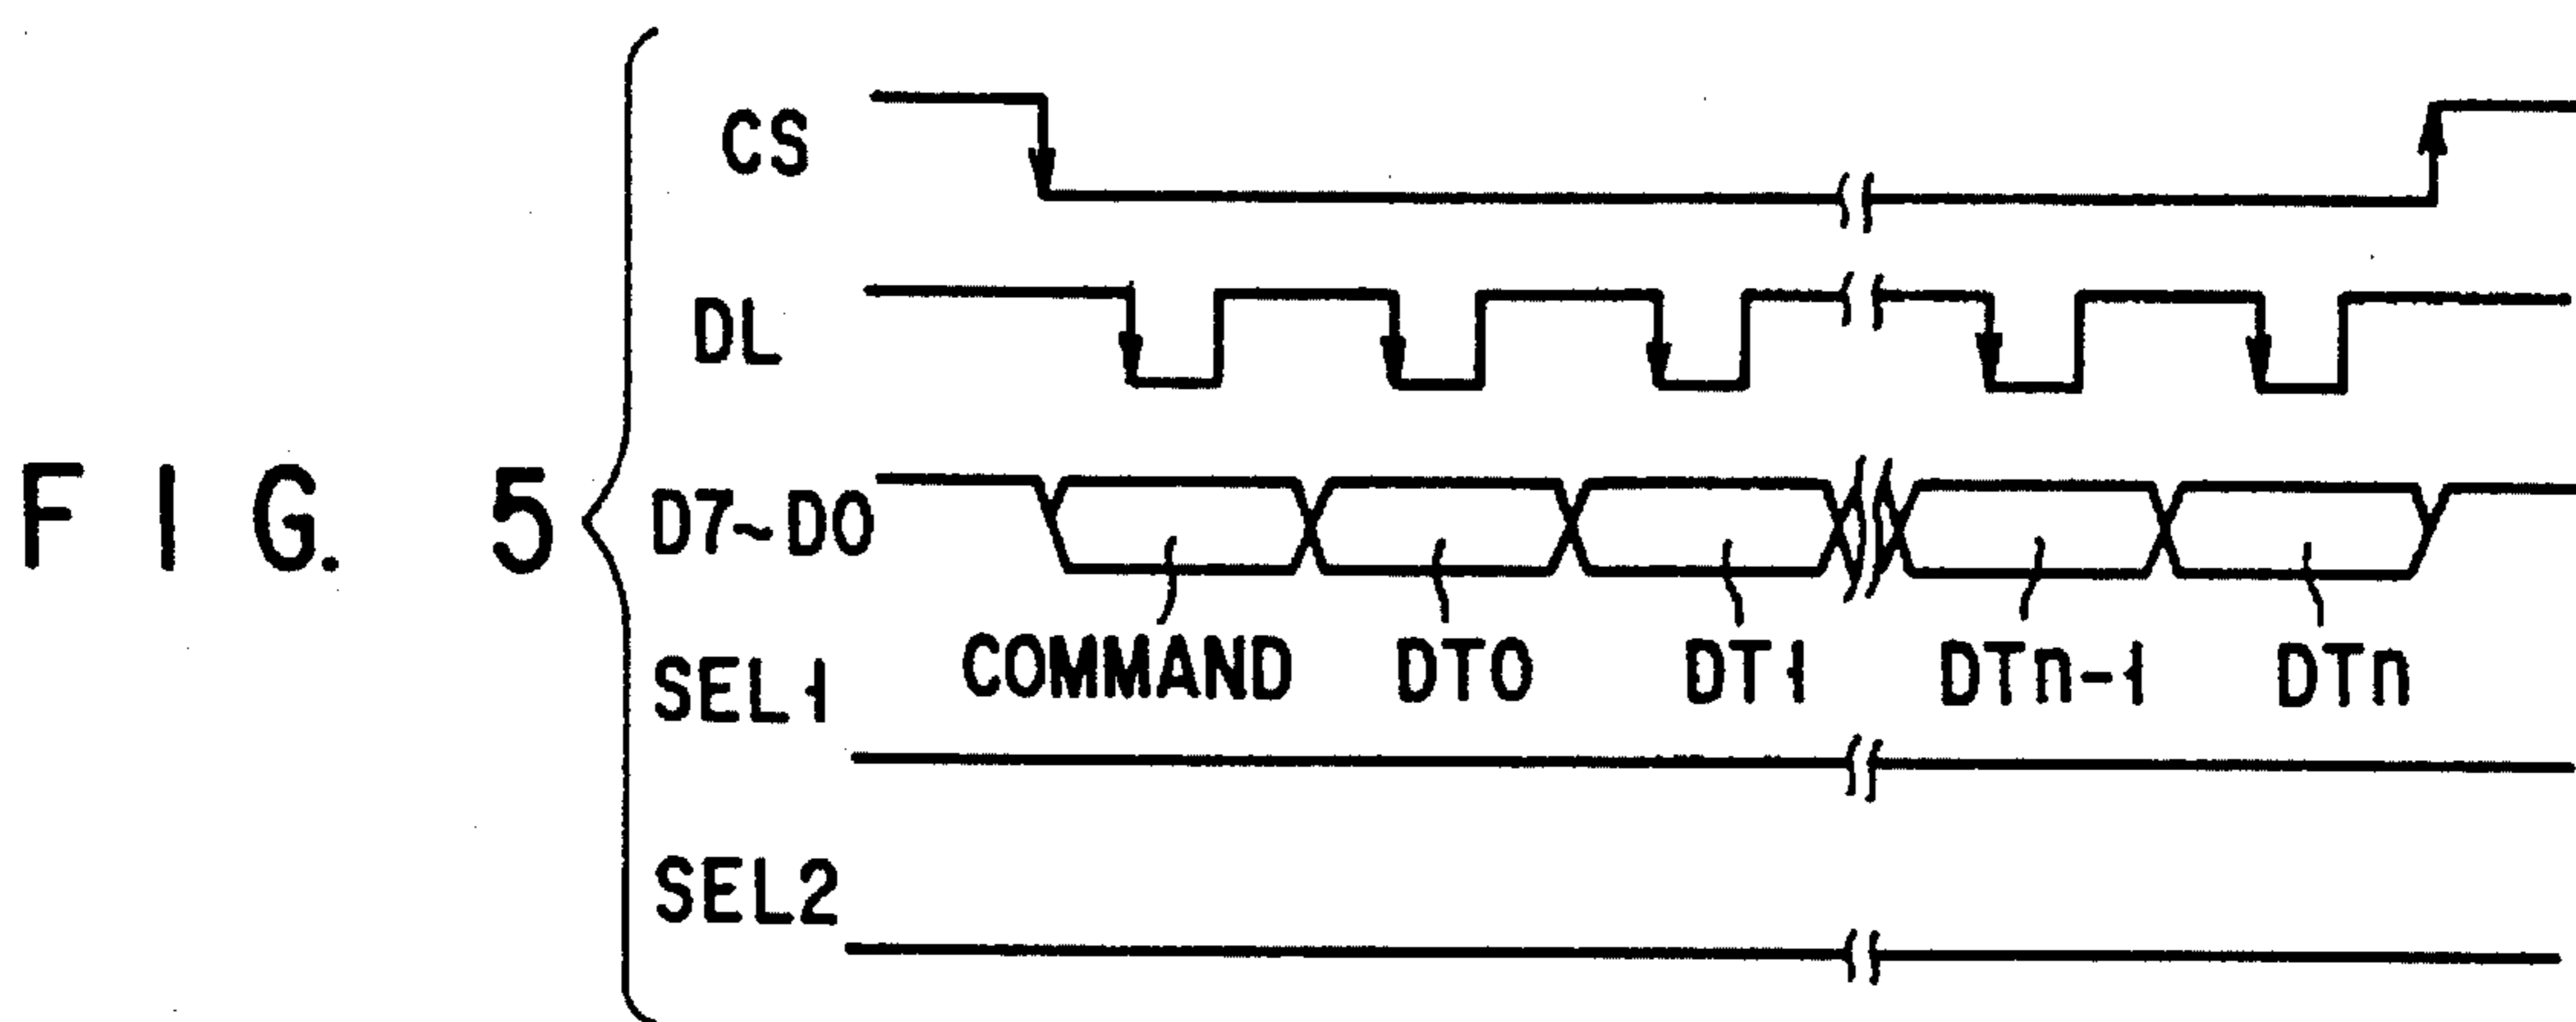 FIG. 5
CS
DL
D7~D0
COMMAND DT0 DT1 DTn-1 DTn
SEL1
SEL2